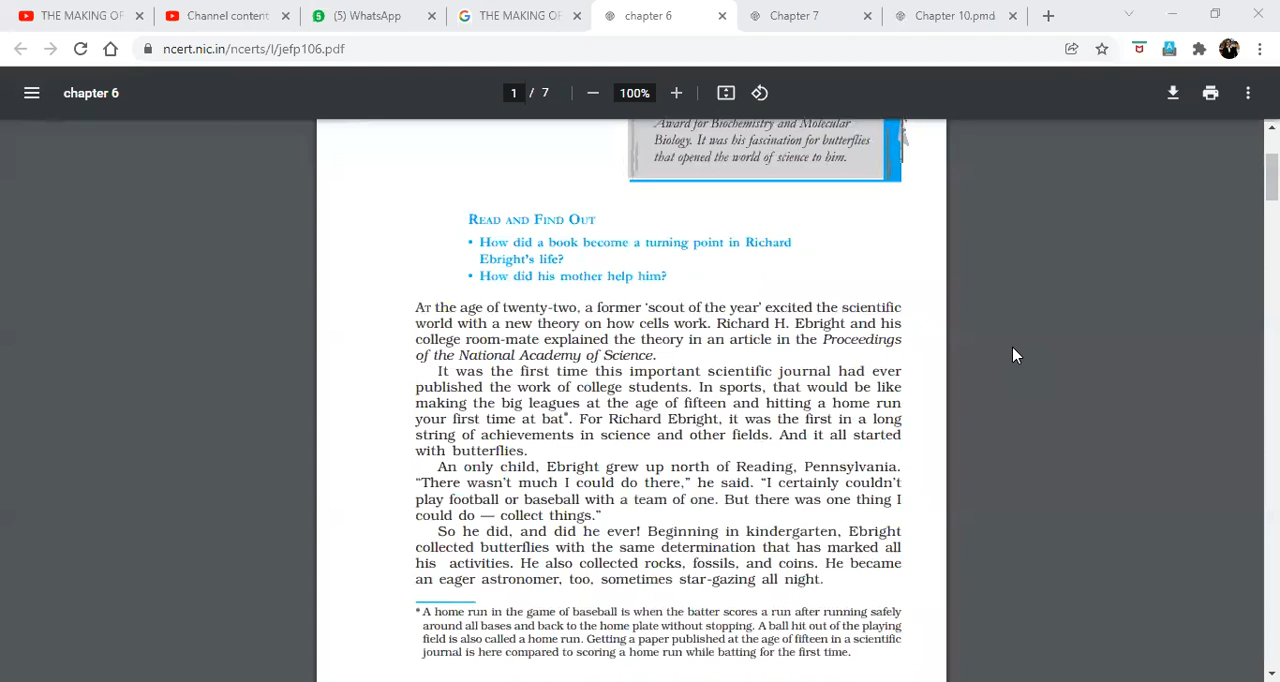 THE MAKING OF
Channel content
(5) WhatsApp
THE MAKING OF
chapter 6
Chapter 7
Chapter 10.pmd
ncert.nic.in/ncerts/l/jefp106.pdf
chapter 6
1 / 7
100%
Award for Biochemistry and Molecular
Biology. It was his fascination for butterflies
that opened the world of science to him.
READ AND FIND OUT
• How did a book become a turning point in Richard
Ebright's life?
• How did his mother help him?
AT the age of twenty-two, a former ‘scout of the year’ excited the scientific
world with a new theory on how cells work. Richard H. Ebright and his
college room-mate explained the theory in an article in the Proceedings
of the National Academy of Science.
It was the first time this important scientific journal had ever
published the work of college students. In sports, that would be like
making the big leagues at the age of fifteen and hitting a home run
your first time at bat*. For Richard Ebright, it was the first in a long
string of achievements in science and other fields. And it all started
with butterflies.
An only child, Ebright grew up north of Reading, Pennsylvania.
“There wasn’t much I could do there,” he said. “I certainly couldn’t
play football or baseball with a team of one. But there was one thing I
could do — collect things.”
So he did, and did he ever! Beginning in kindergarten, Ebright
collected butterflies with the same determination that has marked all
his activities. He also collected rocks, fossils, and coins. He became
an eager astronomer, too, sometimes star-gazing all night.
* A home run in the game of baseball is when the batter scores a run after running safely
around all bases and back to the home plate without stopping. A ball hit out of the playing
field is also called a home run. Getting a paper published at the age of fifteen in a scientific
journal is here compared to scoring a home run while batting for the first time.